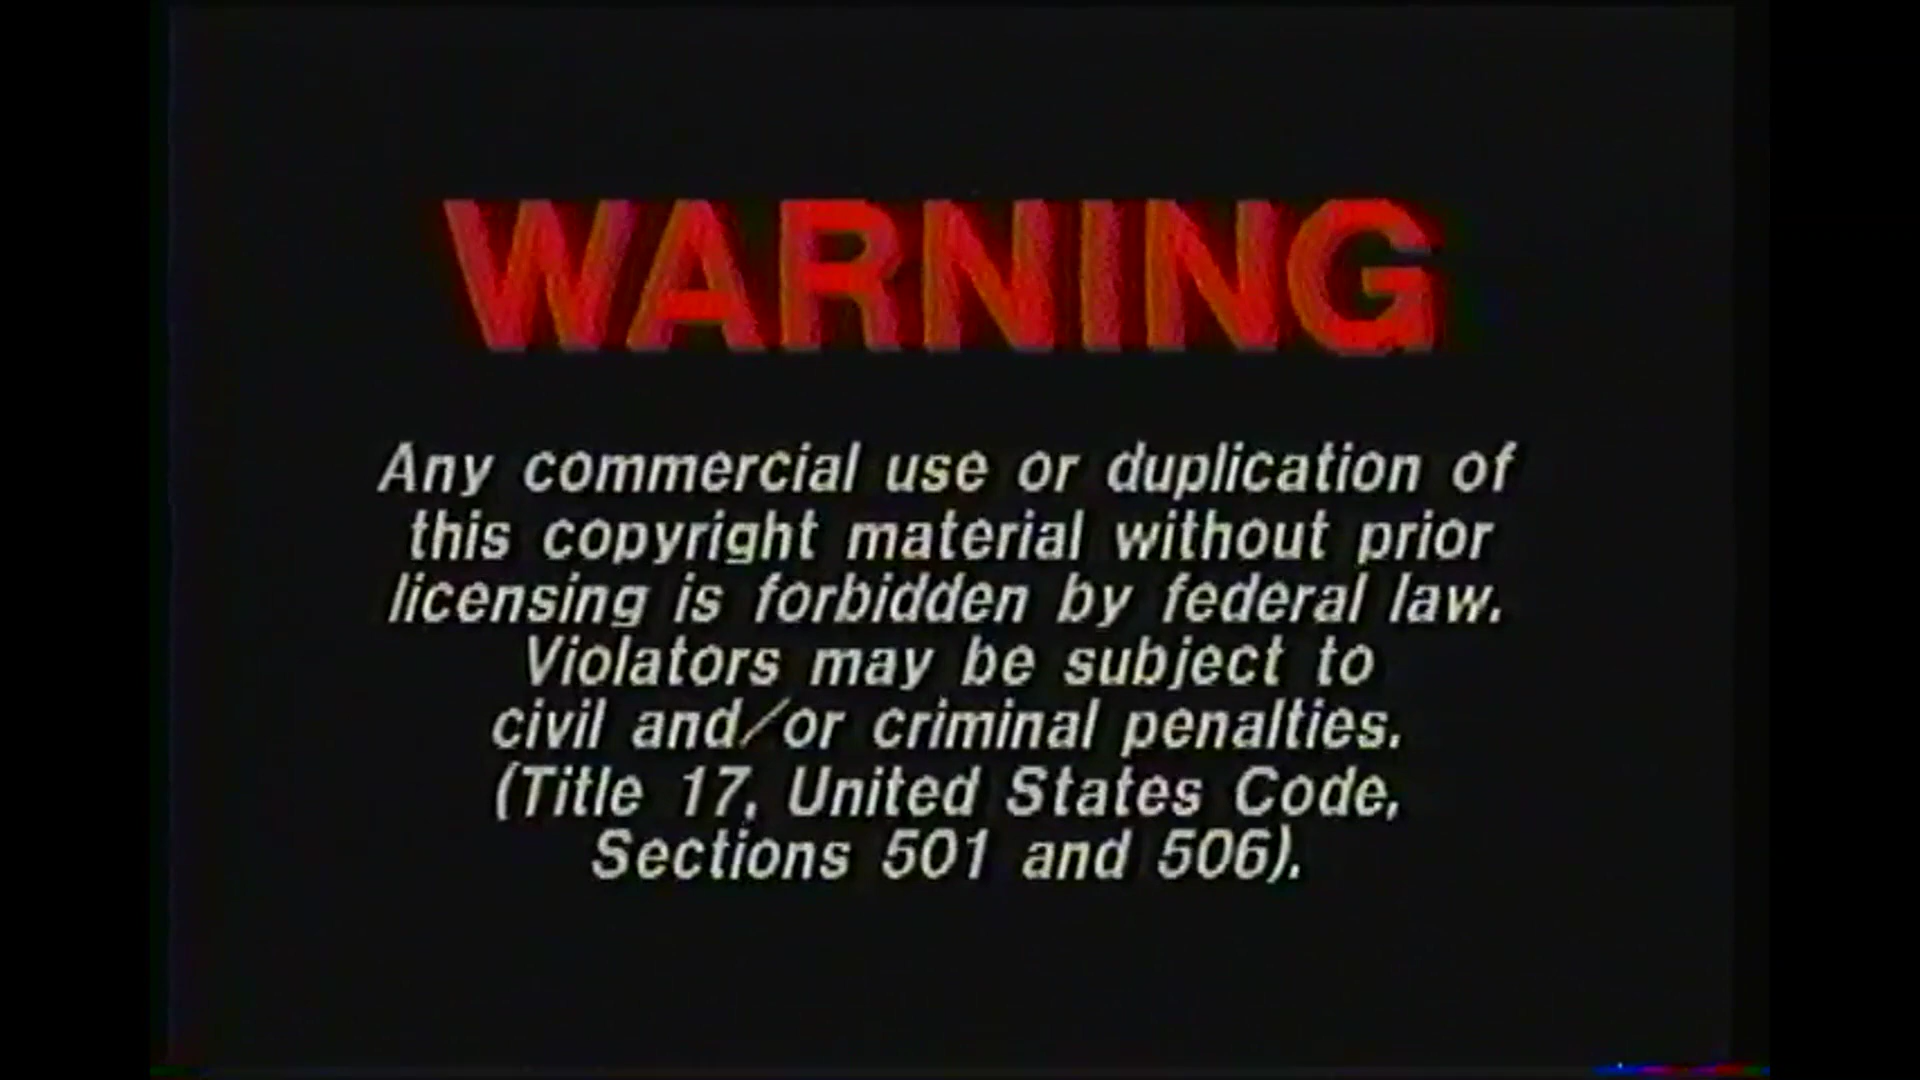 WARNING
Any commercial use or duplication of
this copyright material without prior
licensing is forbidden by federal law.
Violators may be subject to
civil and/or criminal penalties.
(Title 17, United States Code,
Sections 501 and 506).